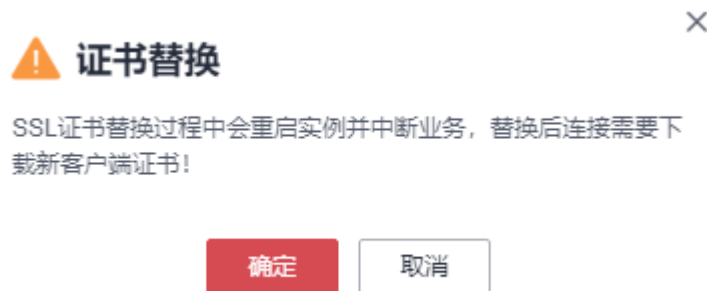 证书替换
SSL证书替换过程中会重启实例并中断业务，替换后连接需要下
载新客户端证书！
确定
取消